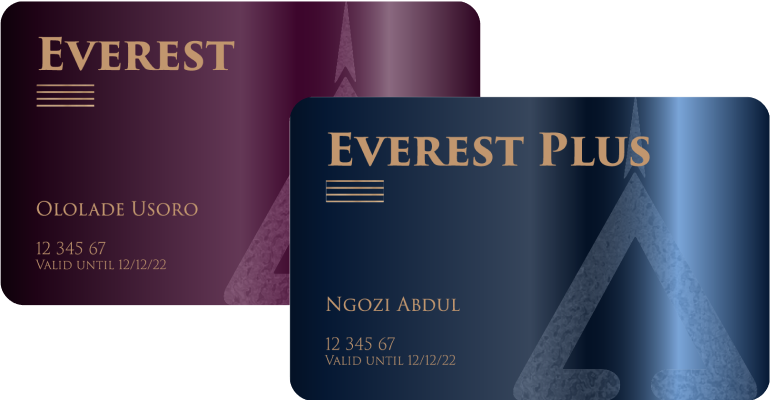 EVEREST
OLOLADE USORO
12 345 67
VALID UNTIL 12/12/22
EVEREST PLUS
NGOZI ABDUL
12 345 67
VALID UNTIL 12/12/22